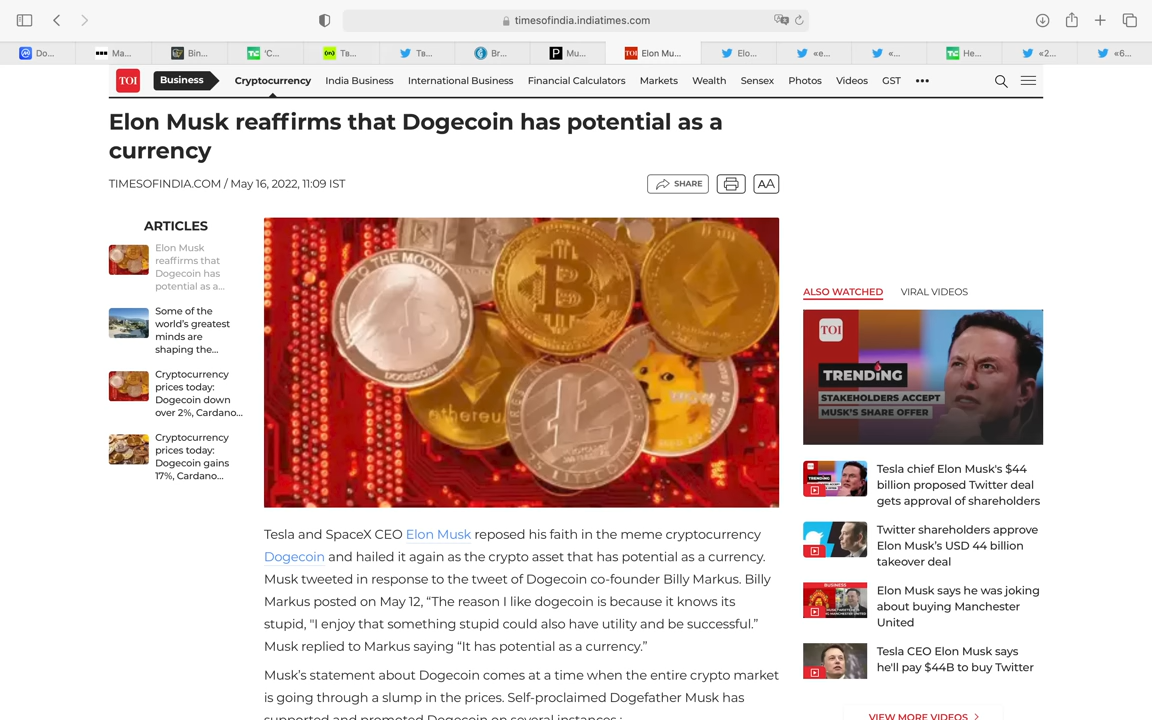 timesofindia.indiatimes.com
Do...
Ma...
Bin...
'C...
Тв...
Тв...
Br...
Mu...
Elon Mu...
Elo...
«е...
«...
He...
«2...
«6...
TOI
Business
Cryptocurrency
India Business
International Business
Financial Calculators
Markets
Wealth
Sensex
Photos
Videos
GST
•••
Elon Musk reaffirms that Dogecoin has potential as a
currency
TIMESOFINDIA.COM / May 16, 2022, 11:09 IST
SHARE
AA
ARTICLES
Elon Musk
reaffirms that
Dogecoin has
potential as a...
Some of the
world's greatest
minds are
shaping the...
Cryptocurrency
prices today:
Dogecoin down
over 2%, Cardano...
Cryptocurrency
prices today:
Dogecoin gains
17%, Cardano...
TO THE MOON!
DOGECOIN
ethereum
LITECOIN
WOW
Tesla and SpaceX CEO Elon Musk reposed his faith in the meme cryptocurrency
Dogecoin and hailed it again as the crypto asset that has potential as a currency.
Musk tweeted in response to the tweet of Dogecoin co-founder Billy Markus. Billy
Markus posted on May 12, “The reason I like dogecoin is because it knows its
stupid, "I enjoy that something stupid could also have utility and be successful.”
Musk replied to Markus saying “It has potential as a currency.”
Musk’s statement about Dogecoin comes at a time when the entire crypto market
is going through a slump in the prices. Self-proclaimed Dogefather Musk has
supported and promoted Dogecoin on several instances :
ALSO WATCHED
VIRAL VIDEOS
TOI
TRENDING
STAKEHOLDERS ACCEPT
MUSK'S SHARE OFFER
Tesla chief Elon Musk's $44
billion proposed Twitter deal
gets approval of shareholders
Twitter shareholders approve
Elon Musk’s USD 44 billion
takeover deal
Elon Musk says he was joking
about buying Manchester
United
Tesla CEO Elon Musk says
he'll pay $44B to buy Twitter
VIEW MORE VIDEOS